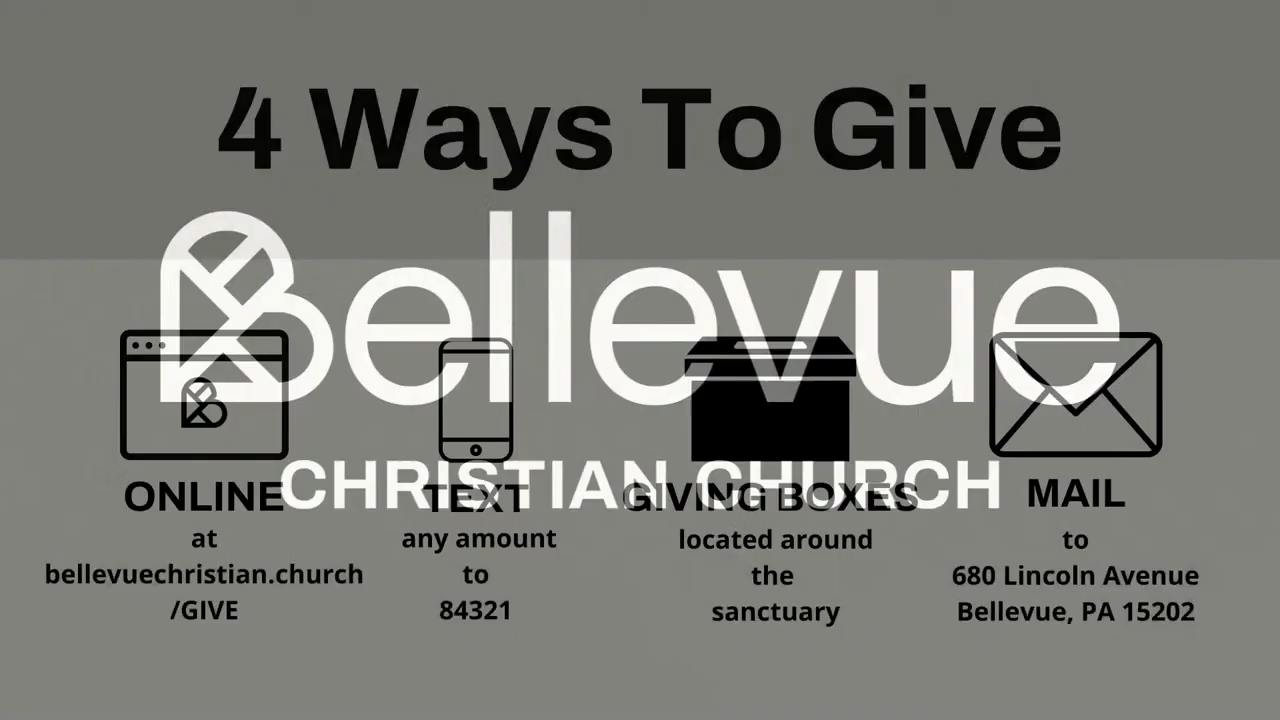 4 Ways To Give
Bellevue
CHRISTIAN CHURCH
ONLINE
at
bellevuechristian.church
/GIVE
TEXT
any amount
to
84321
GIVING BOXES
located around
the
sanctuary
MAIL
to
680 Lincoln Avenue
Bellevue, PA 15202